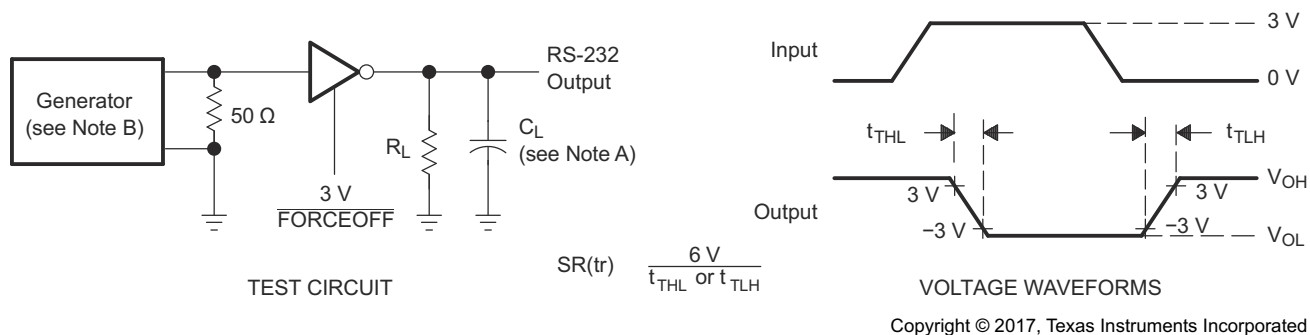 Generator
(see Note B)
50 Ω
3 V
FORCEOFF
R_L
C_L
(see Note A)
RS-232
Output
TEST CIRCUIT
SR(tr) 6 V
t_THL or t_TLH
Input
3 V
0 V
t_THL
t_TLH
Output
3 V
−3 V
3 V
−3 V
V_OH
V_OL
VOLTAGE WAVEFORMS
Copyright © 2017, Texas Instruments Incorporated